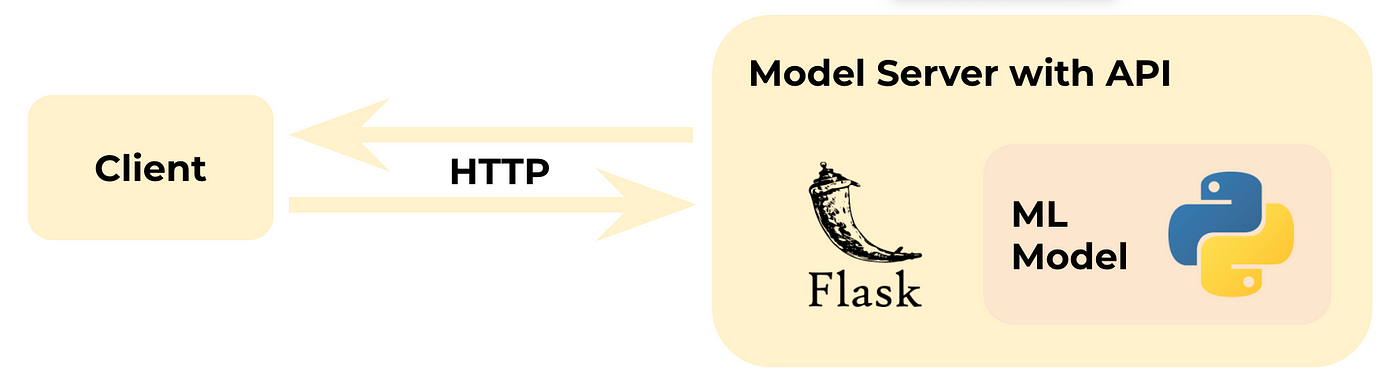 Model Server with API
Client
HTTP
Flask
ML
Model